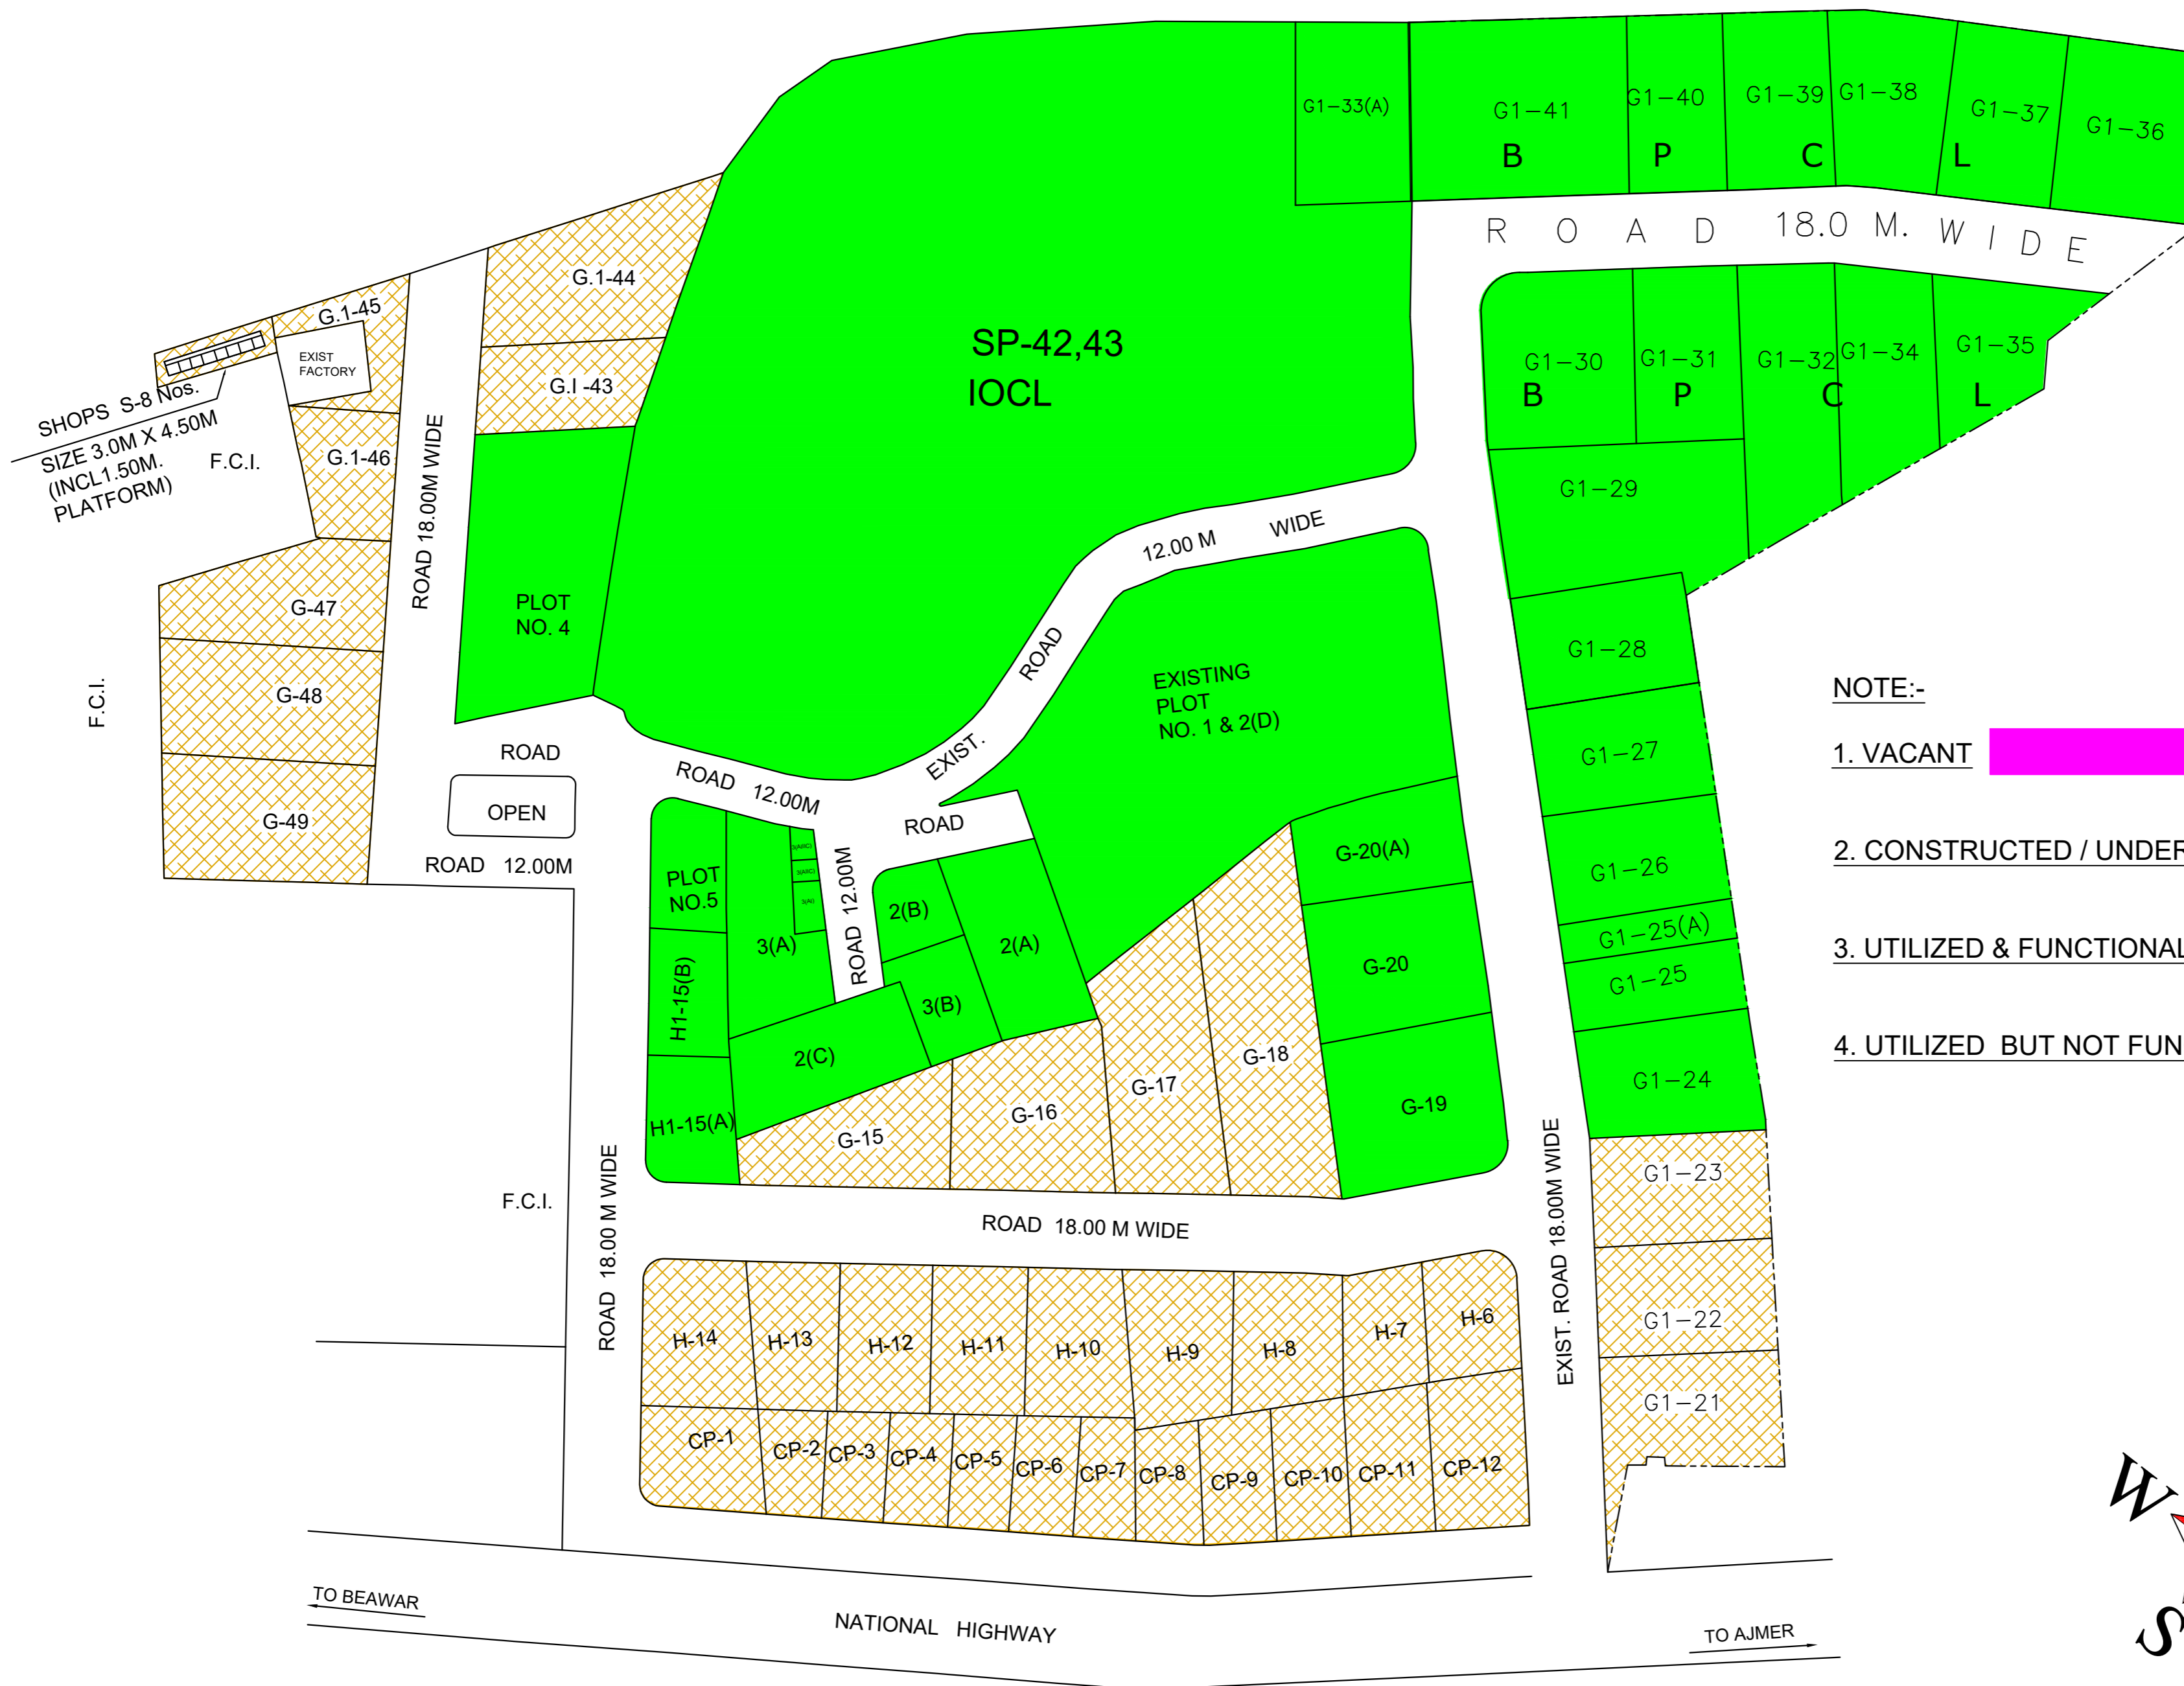 G1-33(A)
G1-41
G1-40
G1-39
G1-38
G1-37
G1-36
B P C L
ROAD 18.0 M. WIDE
G.1-44
G.1-45
EXIST
FACTORY
G.I -43
SP-42,43
IOCL
G1-30
G1-31
G1-32
G1-34
G1-35
B P C L
SHOPS S-8 Nos.
SIZE 3.0M X 4.50M
(INCL1.50M.
PLATFORM)
F.C.I.
G.1-46
ROAD 18.00M WIDE
G1-29
12.00 M WIDE
ROAD
EXIST.
G-47
PLOT
NO. 4
G-48
F.C.I.
G-49
EXISTING
PLOT
NO. 1 & 2(D)
G1-28
G1-27
G1-26
G1-25(A)
G1-25
G1-24
NOTE:-
1. VACANT
2. CONSTRUCTED / UNDER
3. UTILIZED & FUNCTIONAL
4. UTILIZED BUT NOT FUN
ROAD
OPEN
ROAD 12.00M
ROAD 12.00M
ROAD
ROAD 12.00M
PLOT
NO.5
3(A)
2(B)
2(A)
3(B)
2(C)
H1-15(B)
H1-15(A)
G-20(A)
G-20
G-19
G-18
G-17
G-16
G-15
G1-23
G1-22
G1-21
F.C.I.
ROAD 18.00 M WIDE
ROAD 18.00 M WIDE
EXIST. ROAD 18.00M WIDE
H-14
H-13
H-12
H-11
H-10
H-9
H-8
H-7
H-6
CP-1
CP-2
CP-3
CP-4
CP-5
CP-6
CP-7
CP-8
CP-9
CP-10
CP-11
CP-12
W
S
TO BEAWAR
NATIONAL HIGHWAY
TO AJMER